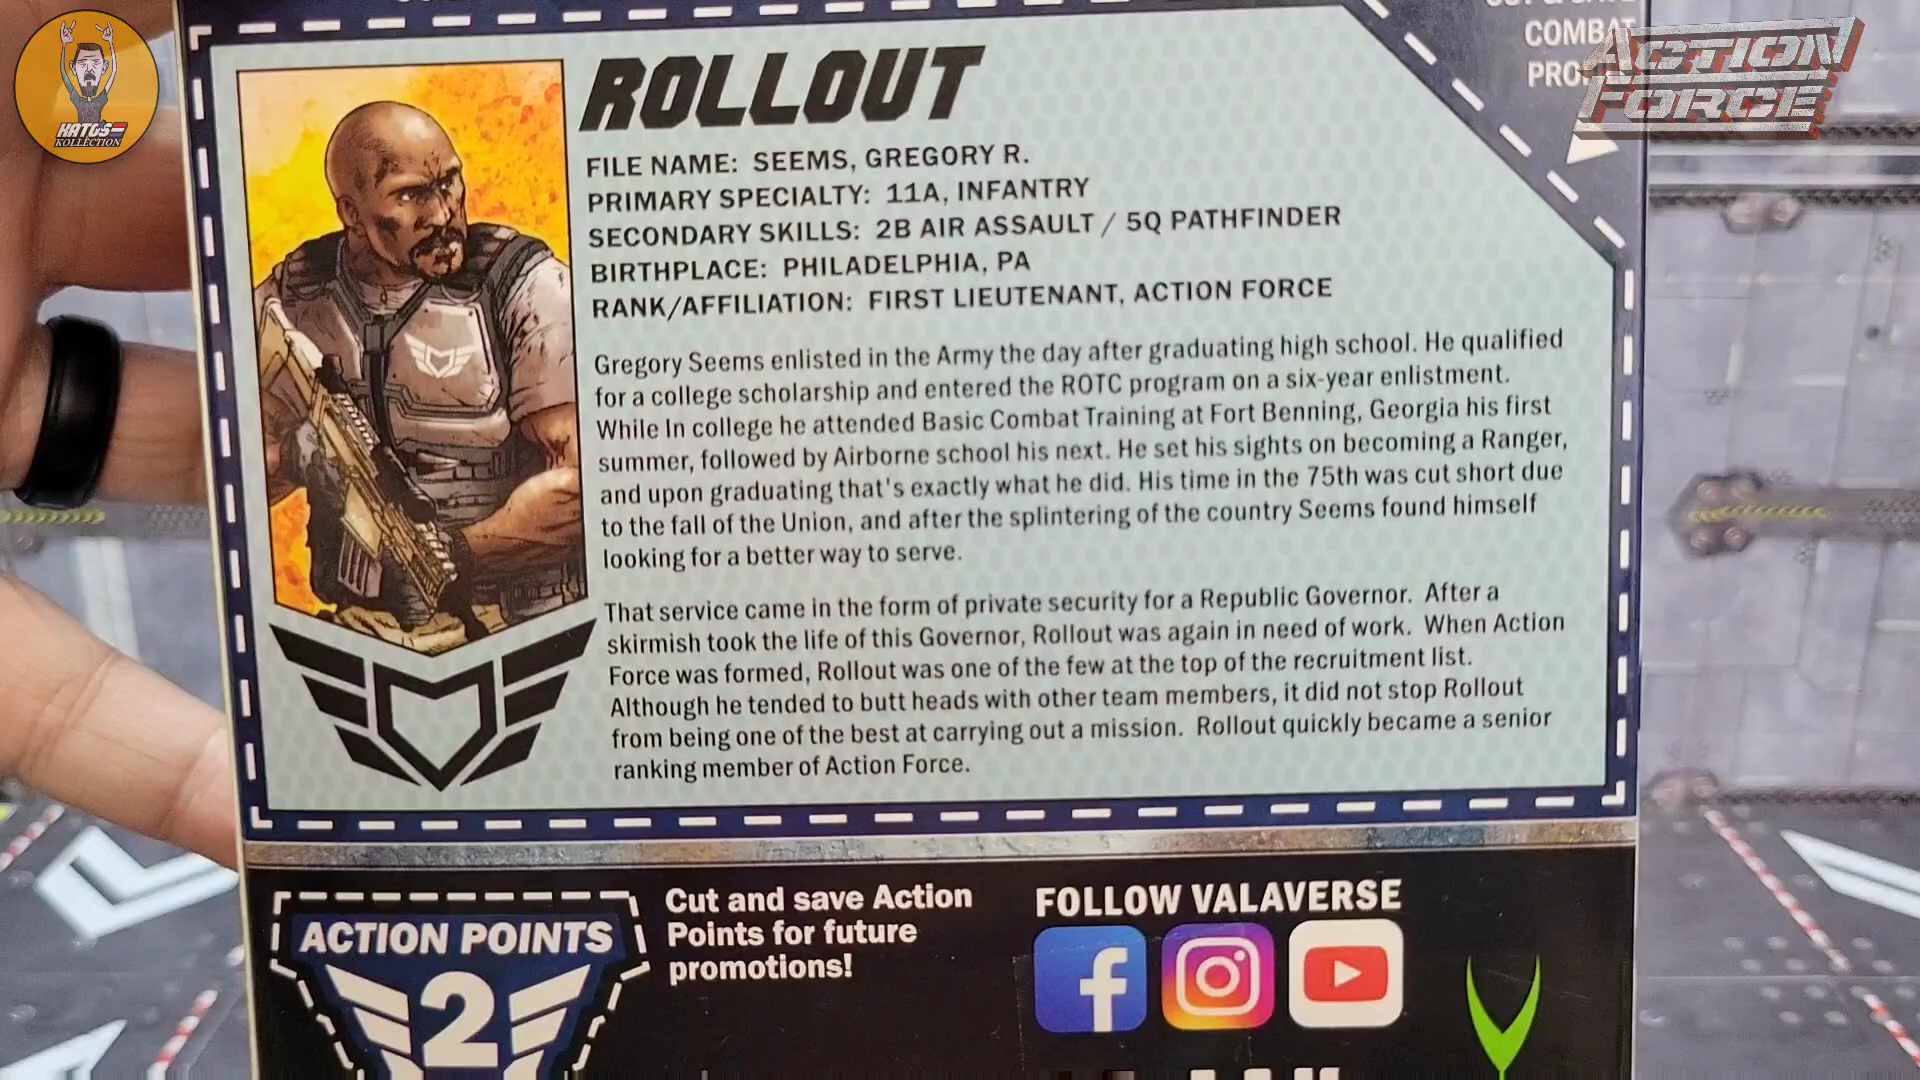 KATOS
KOLLECTION
COMBAT
ACTION
FORCE
ROLLOUT
FILE NAME: SEEMS, GREGORY R.
PRIMARY SPECIALTY: 11A, INFANTRY
SECONDARY SKILLS: 2B AIR ASSAULT / 5Q PATHFINDER
BIRTHPLACE: PHILADELPHIA, PA
RANK/AFFILIATION: FIRST LIEUTENANT, ACTION FORCE
Gregory Seems enlisted in the Army the day after graduating high school. He qualified
for a college scholarship and entered the ROTC program on a six-year enlistment.
While In college he attended Basic Combat Training at Fort Benning, Georgia his first
summer, followed by Airborne school his next. He set his sights on becoming a Ranger,
and upon graduating that's exactly what he did. His time in the 75th was cut short due
to the fall of the Union, and after the splintering of the country Seems found himself
looking for a better way to serve.
That service came in the form of private security for a Republic Governor. After a
skirmish took the life of this Governor, Rollout was again in need of work. When Action
Force was formed, Rollout was one of the few at the top of the recruitment list.
Although he tended to butt heads with other team members, it did not stop Rollout
from being one of the best at carrying out a mission. Rollout quickly became a senior
ranking member of Action Force.
ACTION POINTS
2
Cut and save Action
Points for future
promotions!
FOLLOW VALAVERSE